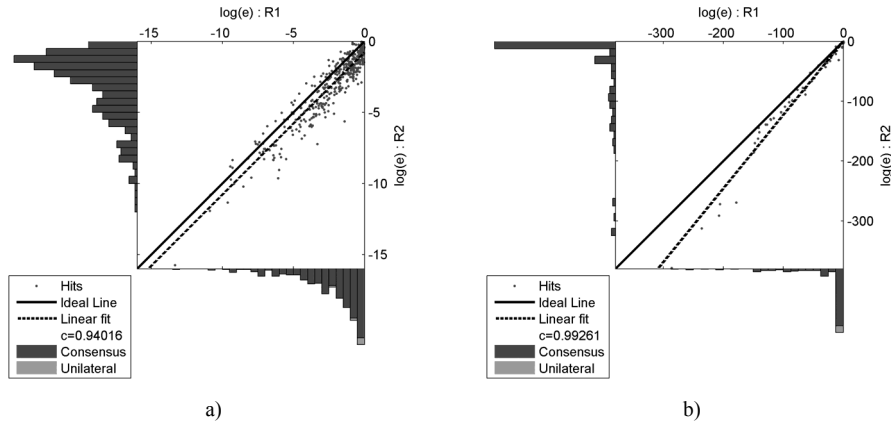 log(e) : R1
-15
-10
-5
0
0
-5
-10
-15
log(e) : R2
Hits
Ideal Line
Linear fit
c=0.94016
Consensus
Unilateral
a)
log(e) : R1
-300
-200
-100
0
0
-100
-200
-300
log(e) : R2
Hits
Ideal Line
Linear fit
c=0.99261
Consensus
Unilateral
b)